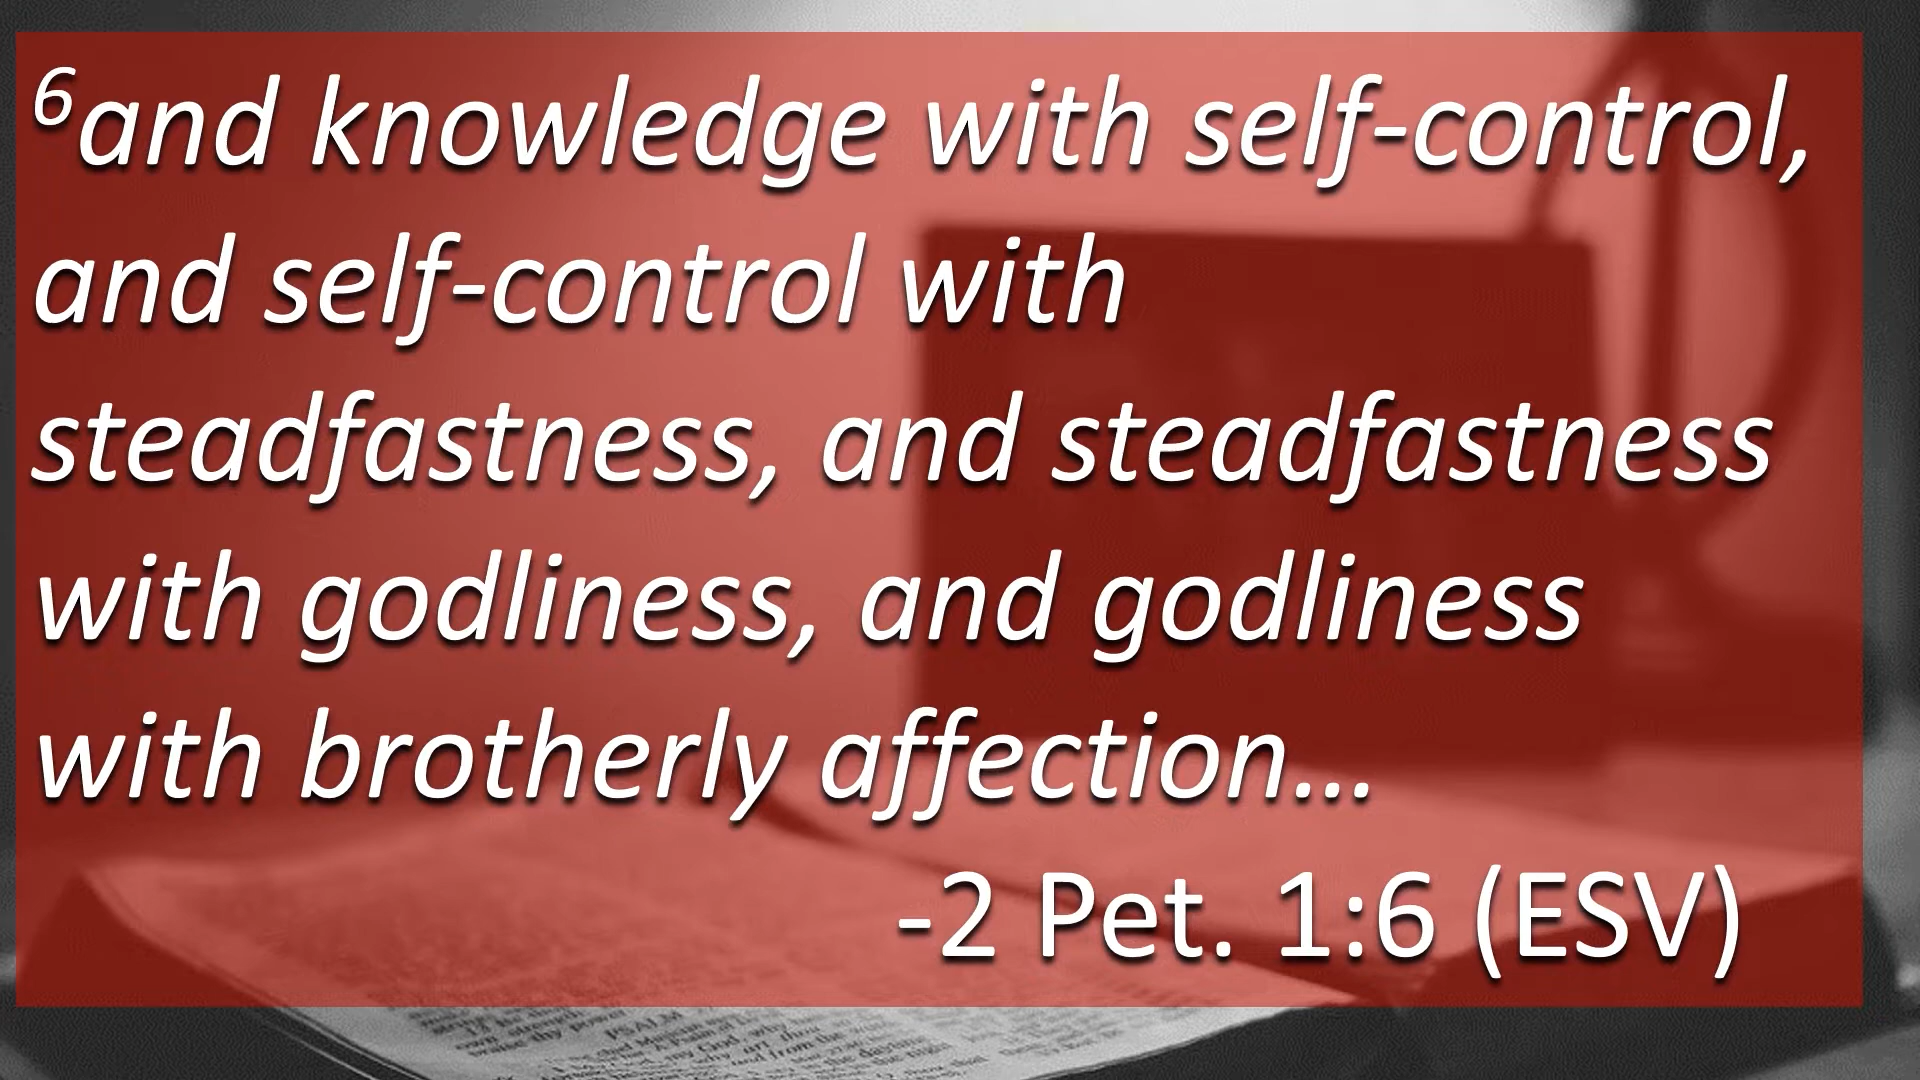 6and knowledge with self-control,
and self-control with
steadfastness, and steadfastness
with godliness, and godliness
with brotherly affection...
-2 Pet. 1:6 (ESV)
PSALM